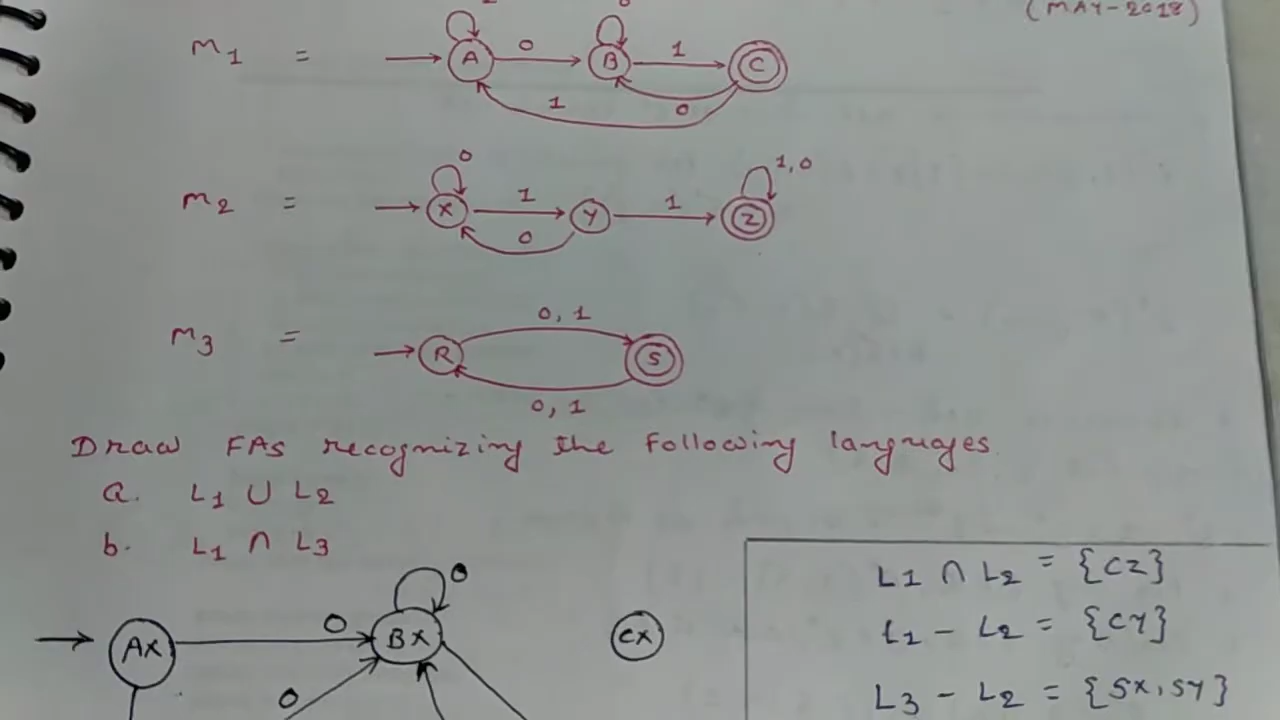 (MAY-2018)
M1 = A 0 B 1 C
1 0
0
M2 = X 1 Y 1 Z 1,0
0
0, 1
M3 = R S
0, 1
Draw FAs recognizing the following languages.
a. L1 ∪ L2
b. L1 ∩ L3
L1 ∩ L2 = {CZ}
0
AX 0 BX CX
L1 - L2 = {CY}
0
L3 - L2 = {SX, SY}